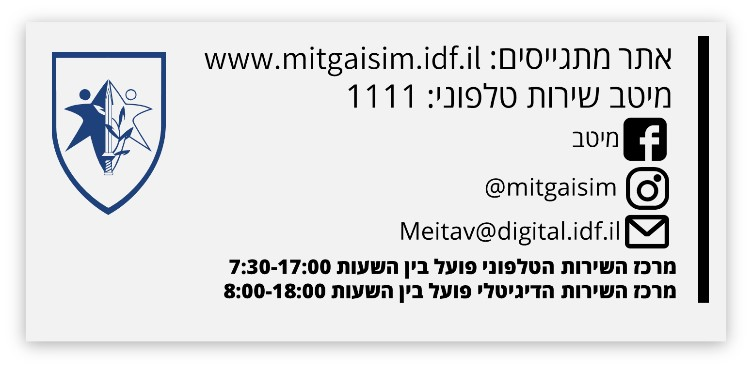 אתר מתגייסים: www.mitgaisim.idf.il
מיטב שירות טלפוני: 1111
מיטב
@mitgaisim
Meitav@digital.idf.il
מרכז השירות הטלפוני פועל בין השעות 7:30-17:00
מרכז השירות הדיגיטלי פועל בין השעות 8:00-18:00